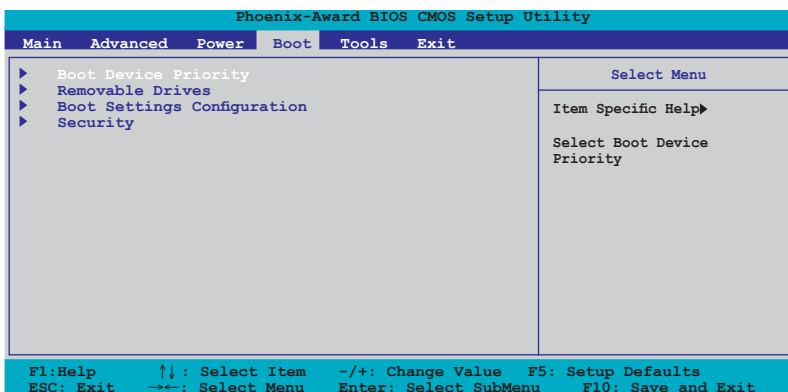 Phoenix-Award BIOS CMOS Setup Utility
Main Advanced Power Boot Tools Exit
Boot Device Priority
Removable Drives
Boot Settings Configuration
Security
Select Menu
Item Specific Help
Select Boot Device
Priority
F1:Help ↑↓: Select Item -/+: Change Value F5: Setup Defaults
ESC: Exit →←: Select Menu Enter: Select SubMenu F10: Save and Exit